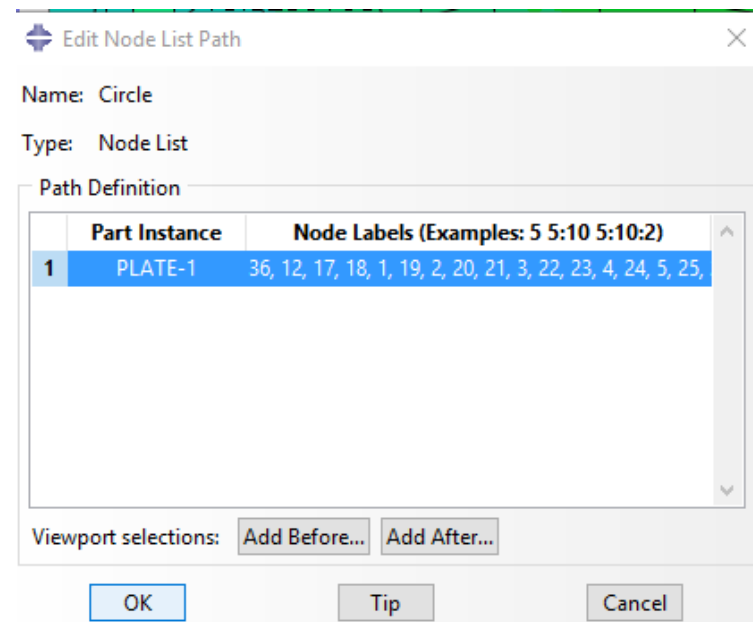 Edit Node List Path
Name: Circle
Type: Node List
Path Definition
Part Instance Node Labels (Examples: 5 5:10 5:10:2)
1 PLATE-1 36, 12, 17, 18, 1, 19, 2, 20, 21, 3, 22, 23, 4, 24, 5, 25,
Viewport selections: Add Before... Add After...
OK Tip Cancel